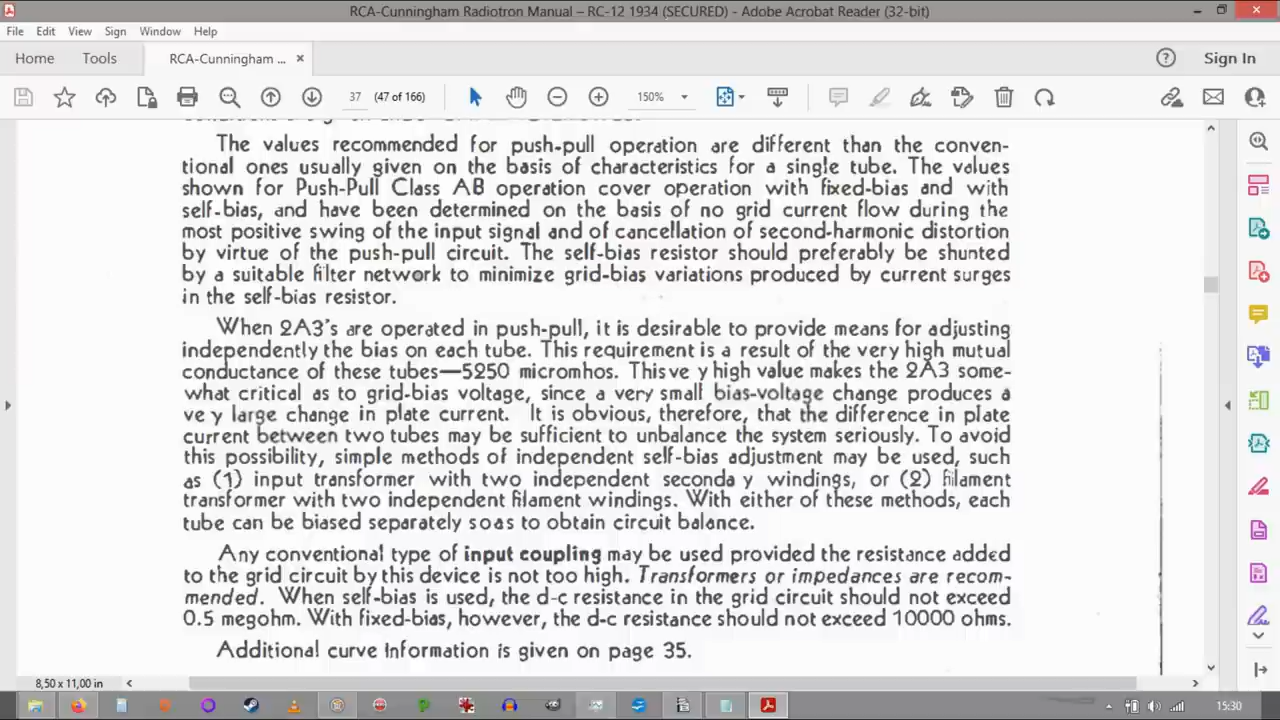 RCA-Cunningham Radiotron Manual – RC-12 1934 (SECURED) - Adobe Acrobat Reader (32-bit)
File Edit View Sign Window Help
Home Tools RCA-Cunningham ... × Sign In
37 (47 of 166) 150%
The values recommended for push-pull operation are different than the conven-
tional ones usually given on the basis of characteristics for a single tube. The values
shown for Push-Pull Class AB operation cover operation with fixed-bias and with
self-bias, and have been determined on the basis of no grid current flow during the
most positive swing of the input signal and of cancellation of second-harmonic distortion
by virtue of the push-pull circuit. The self-bias resistor should preferably be shunted
by a suitable filter network to minimize grid-bias variations produced by current surges
in the self-bias resistor.
When 2A3's are operated in push-pull, it is desirable to provide means for adjusting
independently the bias on each tube. This requirement is a result of the very high mutual
conductance of these tubes—5250 micromhos. This ve y high value makes the 2A3 some-
what critical as to grid-bias voltage, since a very small bias-voltage change produces a
ve y large change in plate current. It is obvious, therefore, that the difference in plate
current between two tubes may be sufficient to unbalance the system seriously. To avoid
this possibility, simple methods of independent self-bias adjustment may be used, such
as (1) input transformer with two independent seconda y windings, or (2) filament
transformer with two independent filament windings. With either of these methods, each
tube can be biased separately so as to obtain circuit balance.
Any conventional type of input coupling may be used provided the resistance added
to the grid circuit by this device is not too high. Transformers or impedances are recom-
mended. When self-bias is used, the d-c resistance in the grid circuit should not exceed
0.5 megohm. With fixed-bias, however, the d-c resistance should not exceed 10000 ohms.
Additional curve information is given on page 35.
8,50 x 11,00 in
15:30